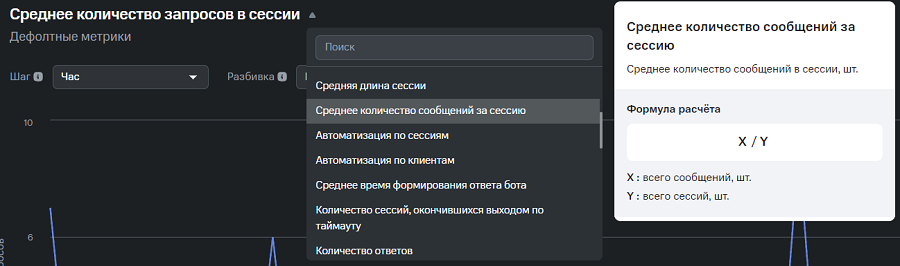 Среднее количество запросов в сессии
Дефолтные метрики
Шаг
Час
Разбивка
10
6
Поиск
Средняя длина сессии
Среднее количество сообщений за сессию
Автоматизация по сессиям
Автоматизация по клиентам
Среднее время формирования ответа бота
Количество сессий, окончившихся выходом по
таймауту
Количество ответов
Среднее количество сообщений за
сессию
Среднее количество сообщений в сессии, шт.
Формула расчёта
X / Y
X : всего сообщений, шт.
Y : всего сессий, шт.